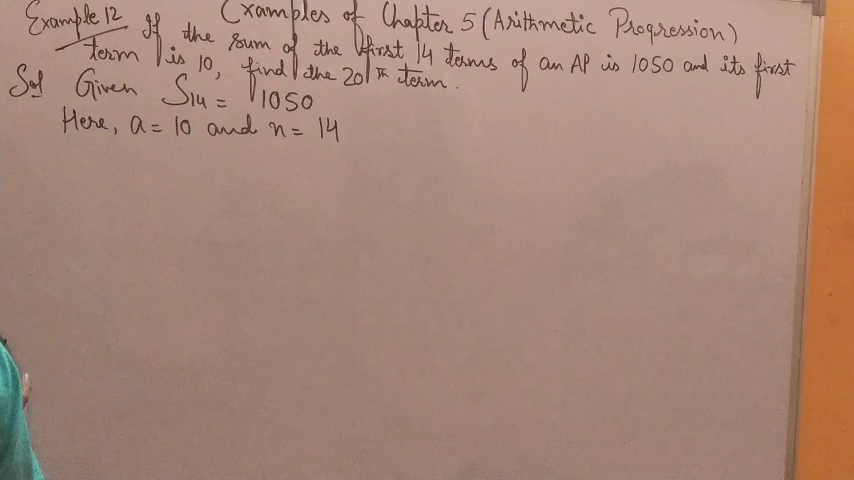 Examples of Chapter 5 (Arithmetic Progression)
Example 12 If the sum of the first 14 terms of an AP is 1050 and its first
term is 10, find the 20th term.
Sol Given S14 = 1050
Here, a = 10 and n = 14